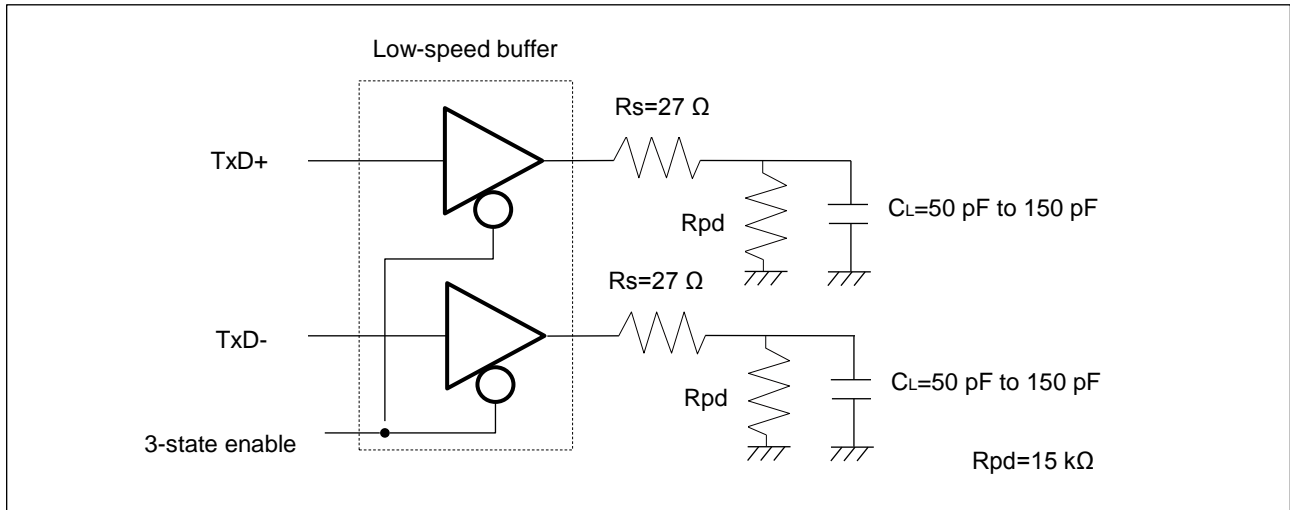 Low-speed buffer
Rs=27 Ω
TxD+
CL=50 pF to 150 pF
Rpd
Rs=27 Ω
TxD-
CL=50 pF to 150 pF
Rpd
3-state enable
Rpd=15 kΩ